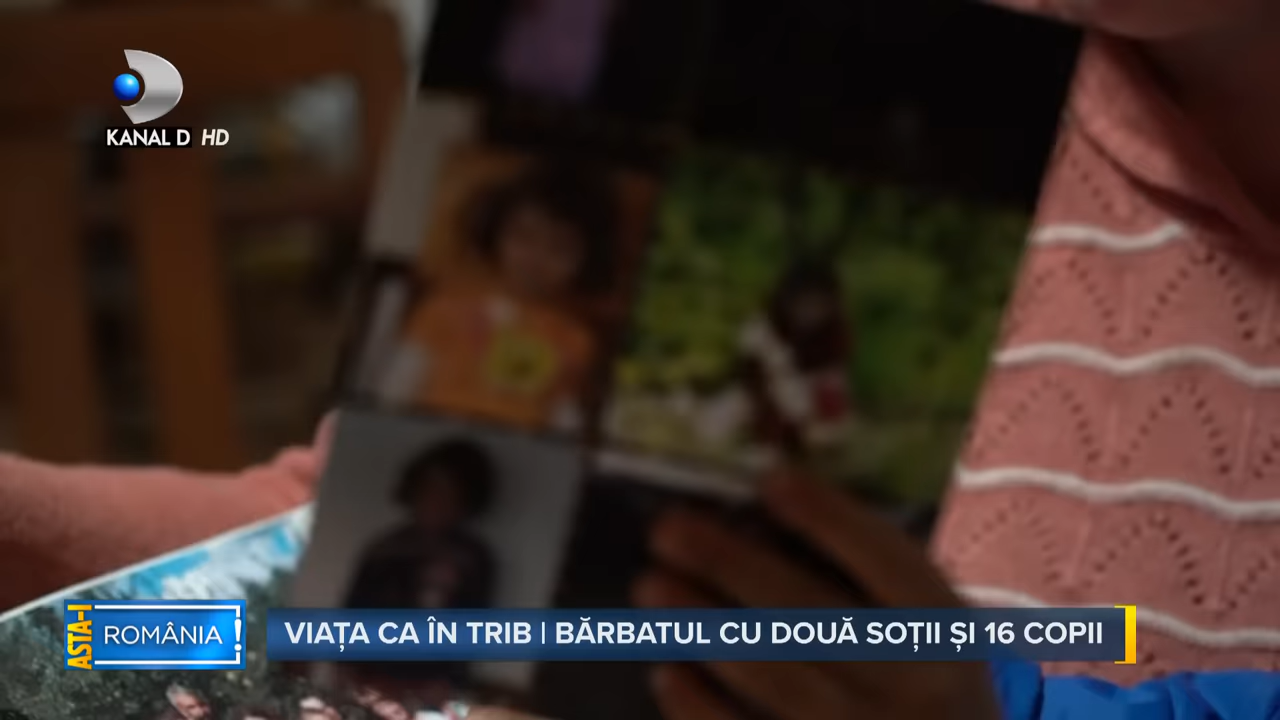 KANAL D HD
ASTA-I
ROMÂNIA!
VIAȚA CA ÎN TRIB | BĂRBATUL CU DOUĂ SOȚII ȘI 16 COPII